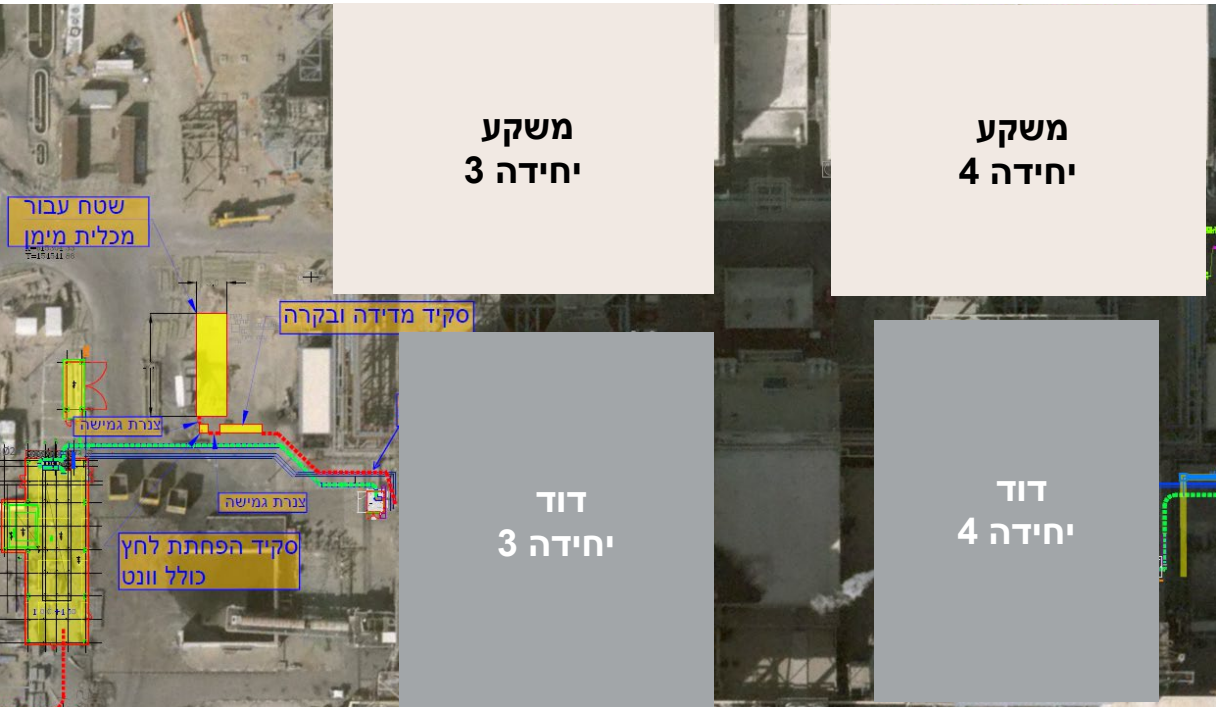 משקע
יחידה 3
משקע
יחידה 4
שטח עבור
מכלית מימן
סקיד מדידה ובקרה
צנרת גמישה
צנרת גמישה
סקיד הפחתת לחץ
כולל וונט
דוד
יחידה 3
דוד
יחידה 4